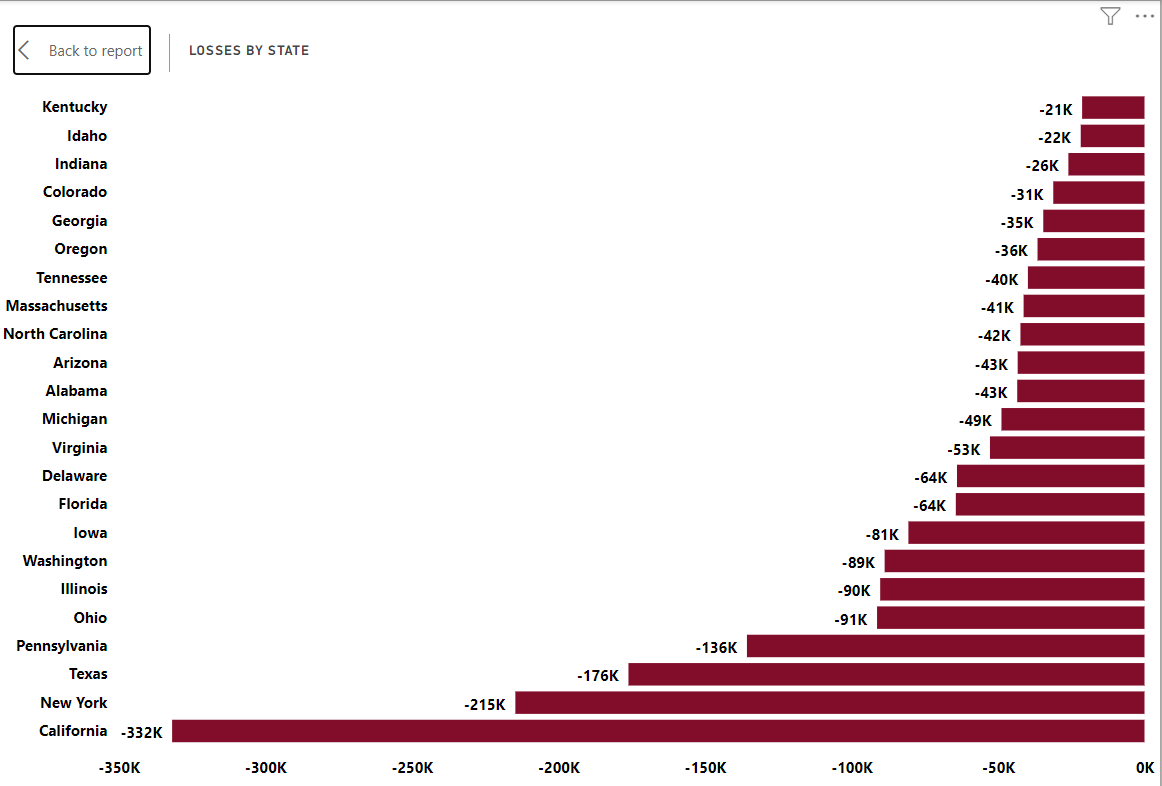 Back to report
LOSSES BY STATE
Kentucky -21K
Idaho -22K
Indiana -26K
Colorado -31K
Georgia -35K
Oregon -36K
Tennessee -40K
Massachusetts -41K
North Carolina -42K
Arizona -43K
Alabama -43K
Michigan -49K
Virginia -53K
Delaware -64K
Florida -64K
Iowa -81K
Washington -89K
Illinois -90K
Ohio -91K
Pennsylvania -136K
Texas -176K
New York -215K
California -332K
-350K -300K -250K -200K -150K -100K -50K 0K